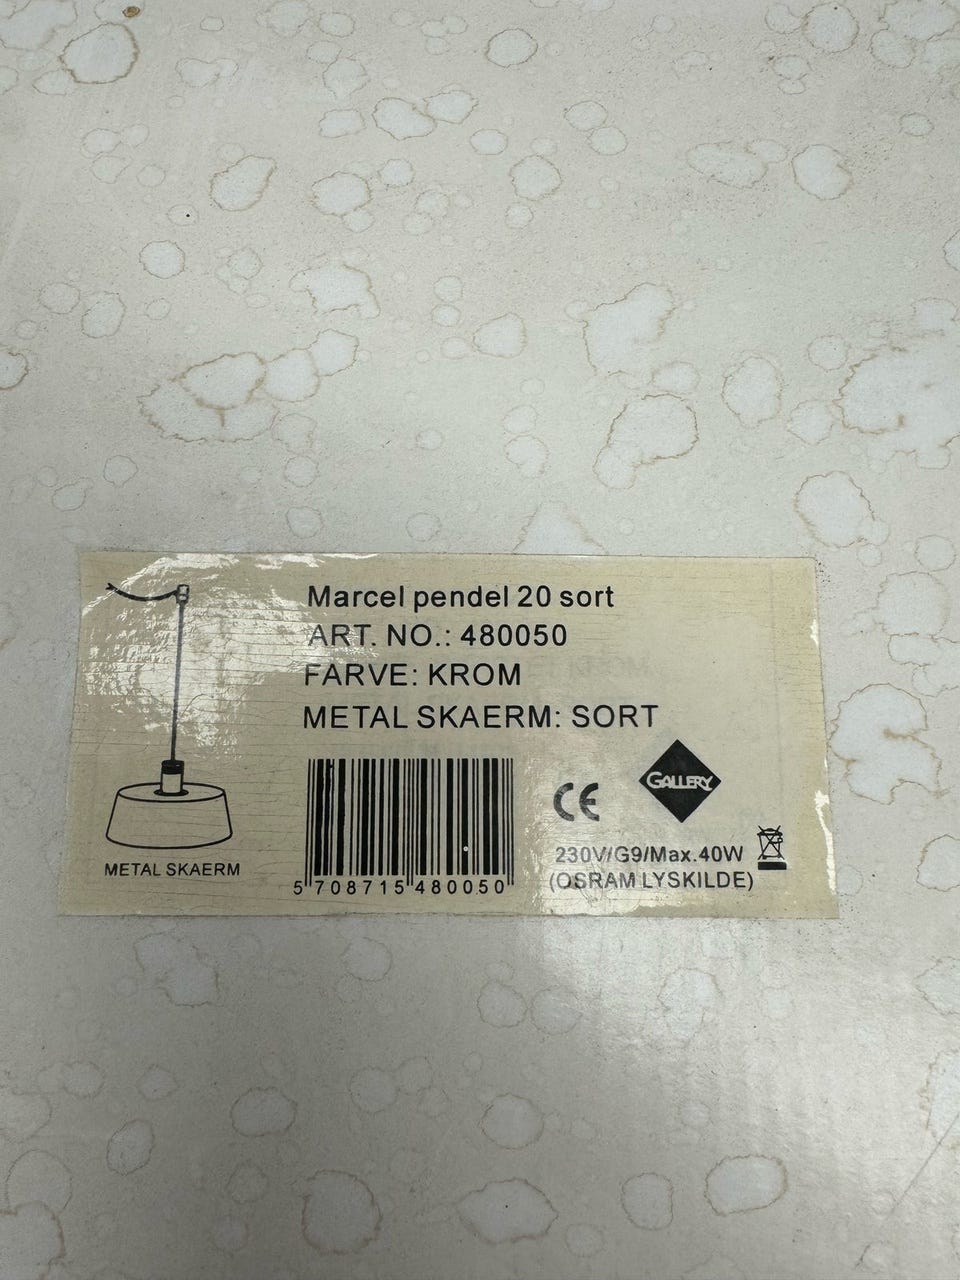 Marcel pendel 20 sort
ART. NO.: 480050
FARVE: KROM
METAL SKAERM: SORT
METAL SKAERM
5 708715 480050
CE
GALLERY
230V/G9/Max.40W
(OSRAM LYSKILDE)